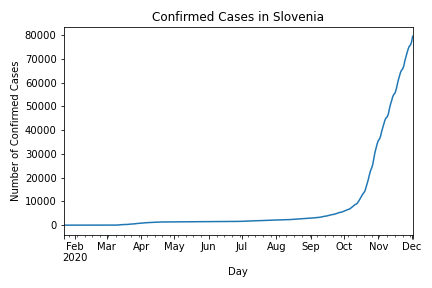 Confirmed Cases in Slovenia
80000
70000
60000
50000
40000
30000
20000
10000
0
Number of Confirmed Cases
Feb Mar Apr May Jun Jul Aug Sep Oct Nov Dec
2020
Day